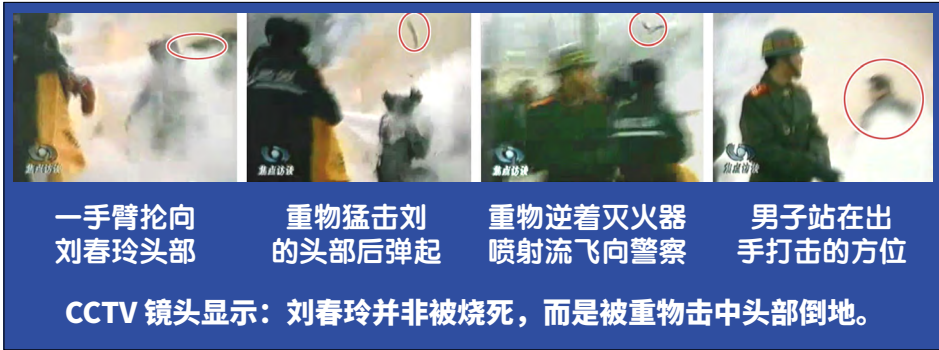 焦点访谈
焦点访谈
焦点访谈
焦点访谈
一手臂抡向
刘春玲头部
重物猛击刘
的头部后弹起
重物逆着灭火器
喷射流飞向警察
男子站在出
手打击的方位
CCTV 镜头显示：刘春玲并非被烧死，而是被重物击中头部倒地。